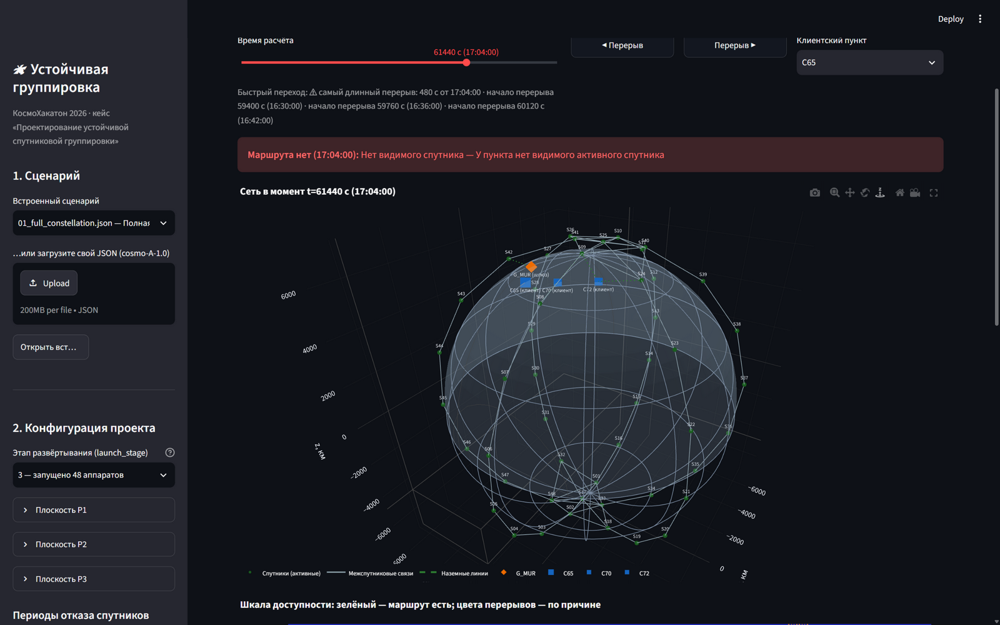 Deploy
Устойчивая
группировка
КосмоХакатон 2026 · кейс
«Проектирование устойчивой
спутниковой группировки»
1. Сценарий
Встроенный сценарий
01_full_constellation.json — Полная
...или загрузите свой JSON (cosmo-A-1.0)
Upload
200MB per file • JSON
Открыть вст...
2. Конфигурация проекта
Этап развёртывания (launch_stage)
3 — запущено 48 аппаратов
Плоскость P1
Плоскость P2
Плоскость P3
Периоды отказа спутников
Время расчёта
61440 с (17:04:00)
◀ Перерыв
Перерыв ▶
Клиентский пункт
C65
Быстрый переход: ⚠ самый длинный перерыв: 480 с от 17:04:00 · начало перерыва
59400 с (16:30:00) · начало перерыва 59760 с (16:36:00) · начало перерыва 60120 с
(16:42:00)
Маршрута нет (17:04:00): Нет видимого спутника — У пункта нет видимого активного спутника
Сеть в момент t=61440 с (17:04:00)
S26
S41
S25
S10
S11
S40
S42
S27
S09
G_MUR (шлюз)
S24
S12
S39
C65 (клиент)
S28
C70 (клиент)
C72 (клиент)
S43
S08
S13
S29
S38
S44
S23
S14
S07
S30
S37
S45
S15
S31
S22
S36
S46
S06
S16
S32
S35
S47
S01
S48
S17
S33
S34
S21
S05
S02
S18
S04
S03
S19
S20
6000
4000
2000
0
z, км
−2000
−4000
−6000
−6000
−4000
−2000
0
км
Спутники (активные)
Межспутниковые связи
Наземные линии
G_MUR
C65
C70
C72
Шкала доступности: зелёный — маршрут есть; цвета перерывов — по причине